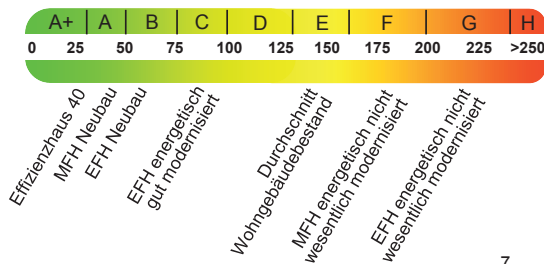 A+ A B C D E F G H
0 25 50 75 100 125 150 175 200 225 >250
Effizienzhaus 40
MFH Neubau
EFH Neubau
EFH energetisch
gut modernisiert
Durchschnitt
Wohngebäudebestand
MFH energetisch nicht
wesentlich modernisiert
EFH energetisch nicht
wesentlich modernisiert
7